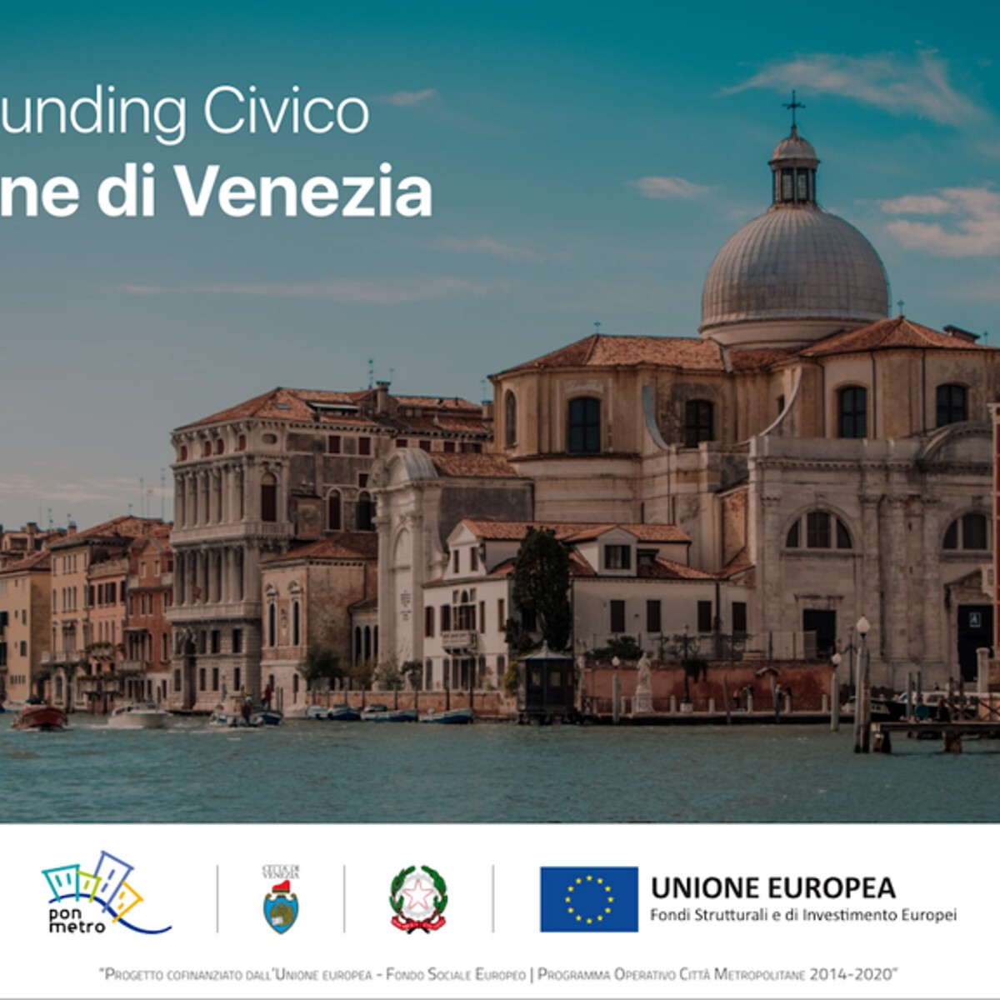 unding Civico
ne di Venezia
pon
metro
CITTÀ DI
VENEZIA
UNIONE EUROPEA
Fondi Strutturali e di Investimento Europei
"PROGETTO COFINANZIATO DALL'UNIONE EUROPEA - FONDO SOCIALE EUROPEO | PROGRAMMA OPERATIVO CITTÀ METROPOLITANE 2014-2020"